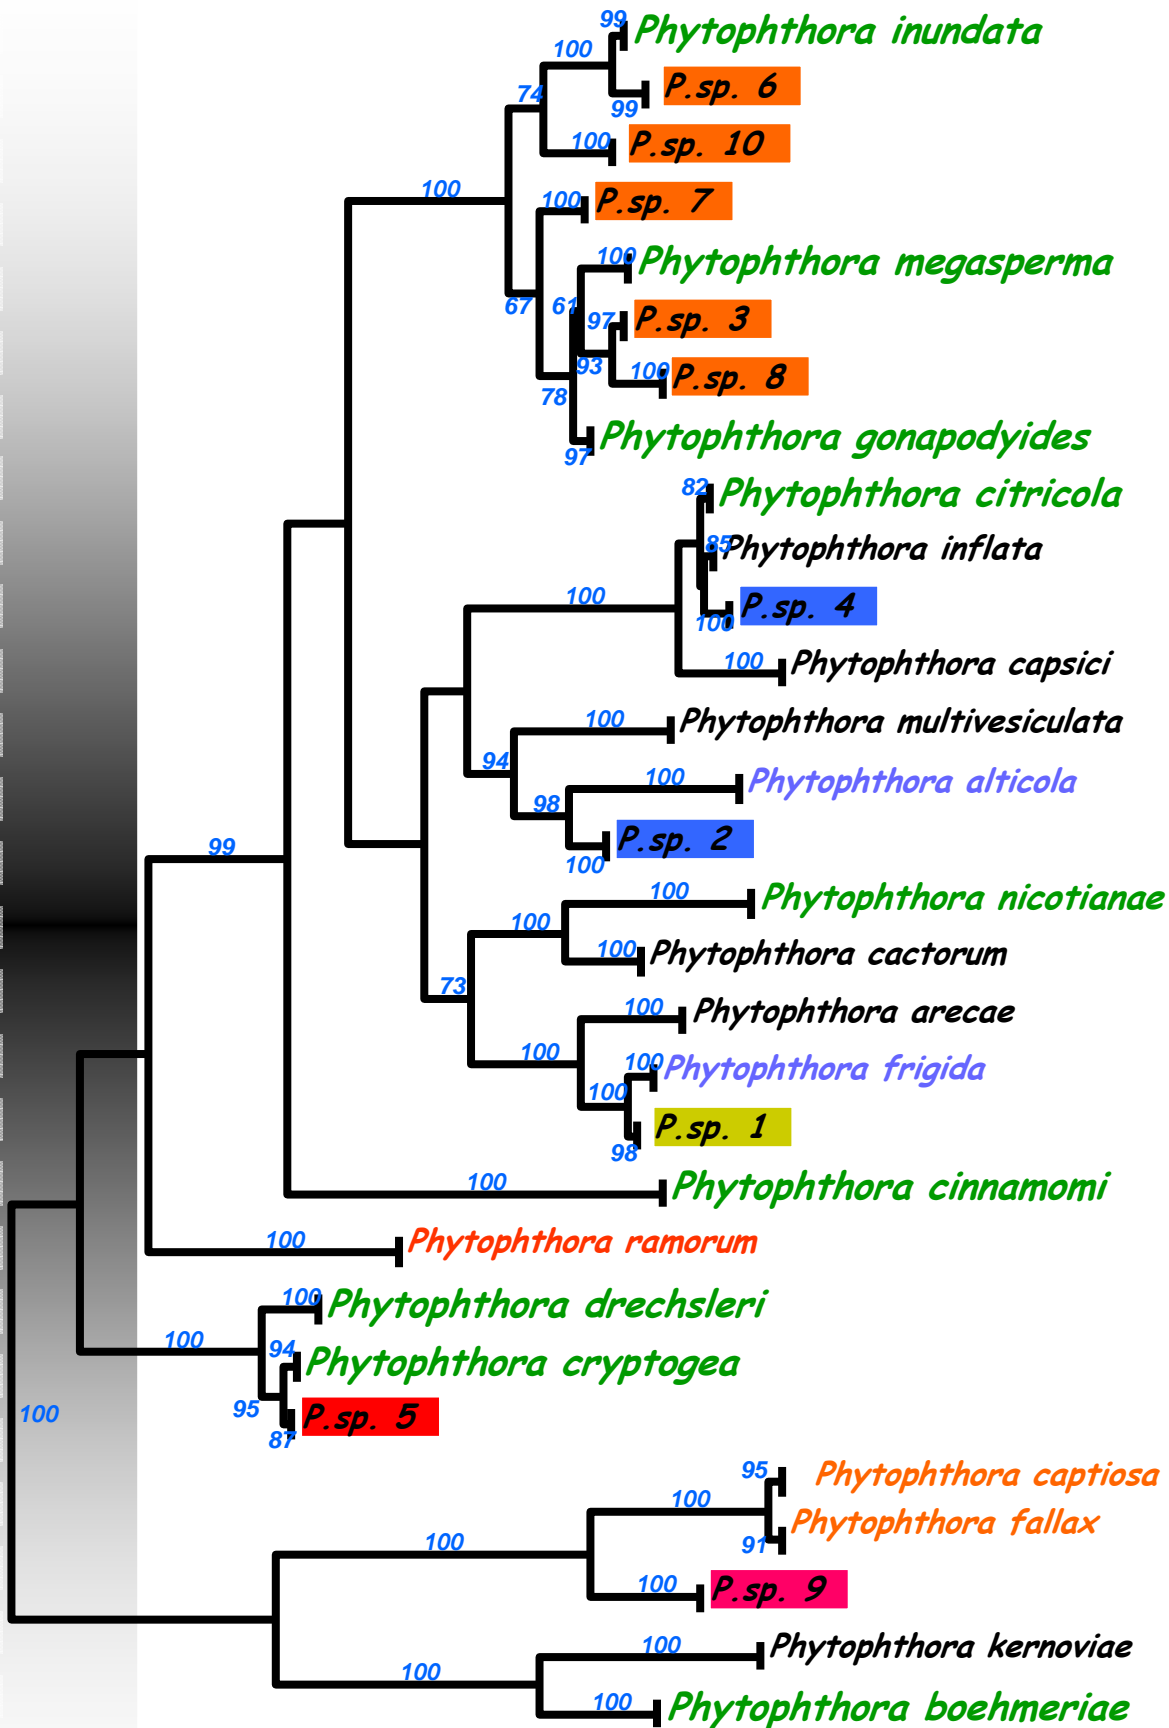 99 Phytophthora inundata
100
P.sp. 6
74
99
100 P.sp. 10
100 100 P.sp. 7
100 Phytophthora megasperma
67 61 97 P.sp. 3
93 100 P.sp. 8
78
Phytophthora gonapodyides
97
82 Phytophthora citricola
85 Phytophthora inflata
100 P.sp. 4
100
100 Phytophthora capsici
100 Phytophthora multivesiculata
94
100 Phytophthora alticola
98
P.sp. 2
99
100
100 Phytophthora nicotianae
100
100 Phytophthora cactorum
73
100 Phytophthora arecae
100
100 Phytophthora frigida
100
P.sp. 1
98
100 Phytophthora cinnamomi
100 Phytophthora ramorum
100 Phytophthora drechsleri
100
94 Phytophthora cryptogea
95
100
P.sp. 5
87
95 Phytophthora captiosa
100
Phytophthora fallax
100 91
100 P.sp. 9
100 Phytophthora kernoviae
100
100 Phytophthora boehmeriae